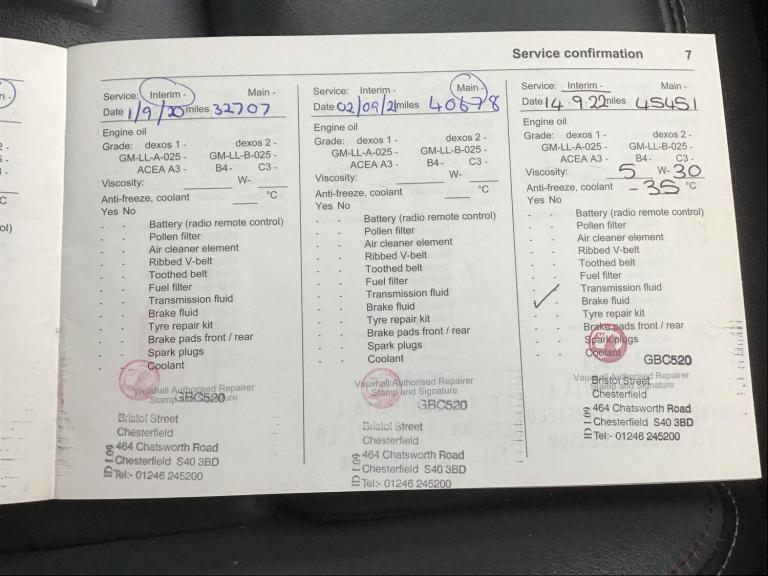 Service confirmation 7
Service: Interim - Main -
Date 1/9/20 miles 32707
Engine oil
Grade: dexos 1 - dexos 2 -
GM-LL-A-025 - GM-LL-B-025 -
ACEA A3 - B4 - C3 -
Viscosity: W-
Anti-freeze, coolant °C
Yes No
- - Battery (radio remote control)
- - Pollen filter
- - Air cleaner element
- - Ribbed V-belt
- - Toothed belt
- - Fuel filter
- - Transmission fluid
- - Brake fluid
- - Tyre repair kit
- - Brake pads front / rear
- - Spark plugs
- - Coolant
Vauxhall Authorised Repairer
Stamp and Signature
GBC520
Bristol Street
Chesterfield
464 Chatsworth Road
Chesterfield S40 3BD
Tel:- 01246 245200
ID L09
Service: Interim - Main -
Date 02/09/21 miles 40678
Engine oil
Grade: dexos 1 - dexos 2 -
GM-LL-A-025 - GM-LL-B-025 -
ACEA A3 - B4 - C3 -
Viscosity: W-
Anti-freeze, coolant °C
Yes No
- - Battery (radio remote control)
- - Pollen filter
- - Air cleaner element
- - Ribbed V-belt
- - Toothed belt
- - Fuel filter
- - Transmission fluid
- - Brake fluid
- - Tyre repair kit
- - Brake pads front / rear
- - Spark plugs
- - Coolant
Vauxhall Authorised Repairer
Stamp and Signature
GBC520
Bristol Street
Chesterfield
464 Chatsworth Road
Chesterfield S40 3BD
Tel:- 01246 245200
ID L09
Service: Interim - Main -
Date 14.9.22 miles 45451
Engine oil
Grade: dexos 1 - dexos 2 -
GM-LL-A-025 - GM-LL-B-025 -
ACEA A3 - B4 - C3 -
Viscosity: 5 W- 30
Anti-freeze, coolant -35 °C
Yes No
- - Battery (radio remote control)
- - Pollen filter
- - Air cleaner element
- - Ribbed V-belt
- - Toothed belt
- - Fuel filter
- - Transmission fluid
- - Brake fluid
- - Tyre repair kit
- - Brake pads front / rear
- - Spark plugs
- - Coolant
GBC520
Vauxhall Authorised Repairer
Stamp and Signature
Bristol Street
Chesterfield
464 Chatsworth Road
Chesterfield S40 3BD
Tel:- 01246 245200
ID L09